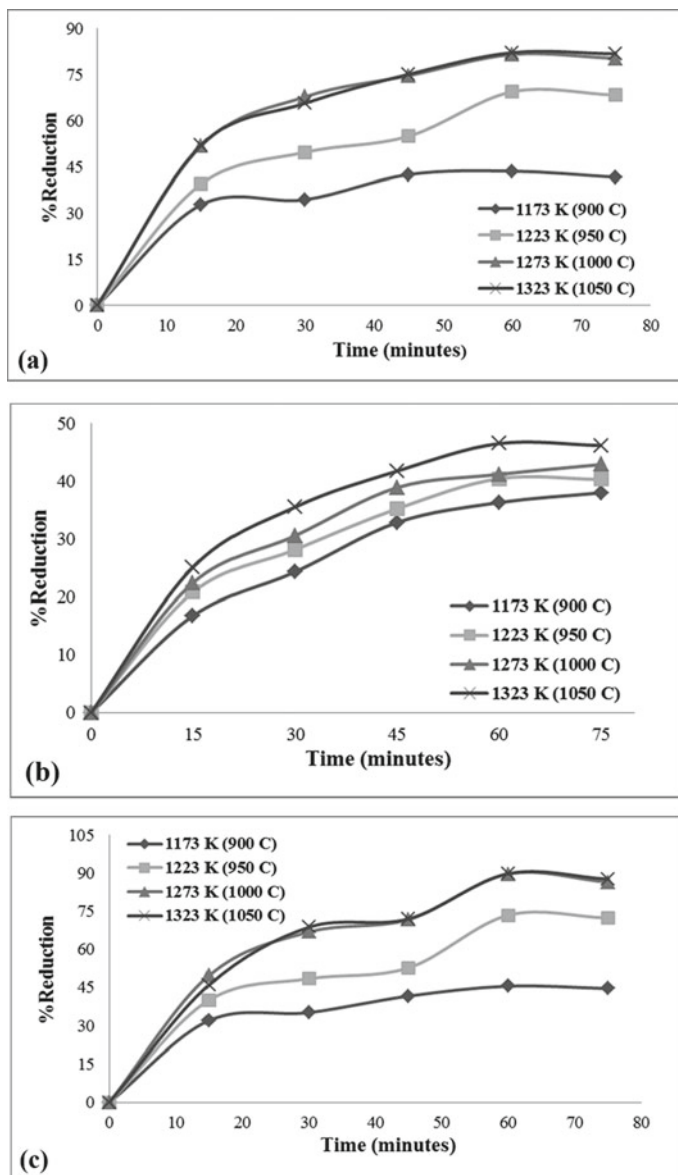 90
75
60
45
30
15
0
%Reduction
1173 K (900 C)
1223 K (950 C)
1273 K (1000 C)
1323 K (1050 C)
0 10 20 30 40 50 60 70 80
Time (minutes)
(a)
50
40
30
20
10
0
%Reduction
1173 K (900 C)
1223 K (950 C)
1273 K (1000 C)
1323 K (1050 C)
0 15 30 45 60 75
Time (minutes)
(b)
105
90
75
60
45
30
15
0
%Reduction
1173 K (900 C)
1223 K (950 C)
1273 K (1000 C)
1323 K (1050 C)
0 10 20 30 40 50 60 70 80
Time (minutes)
(c)